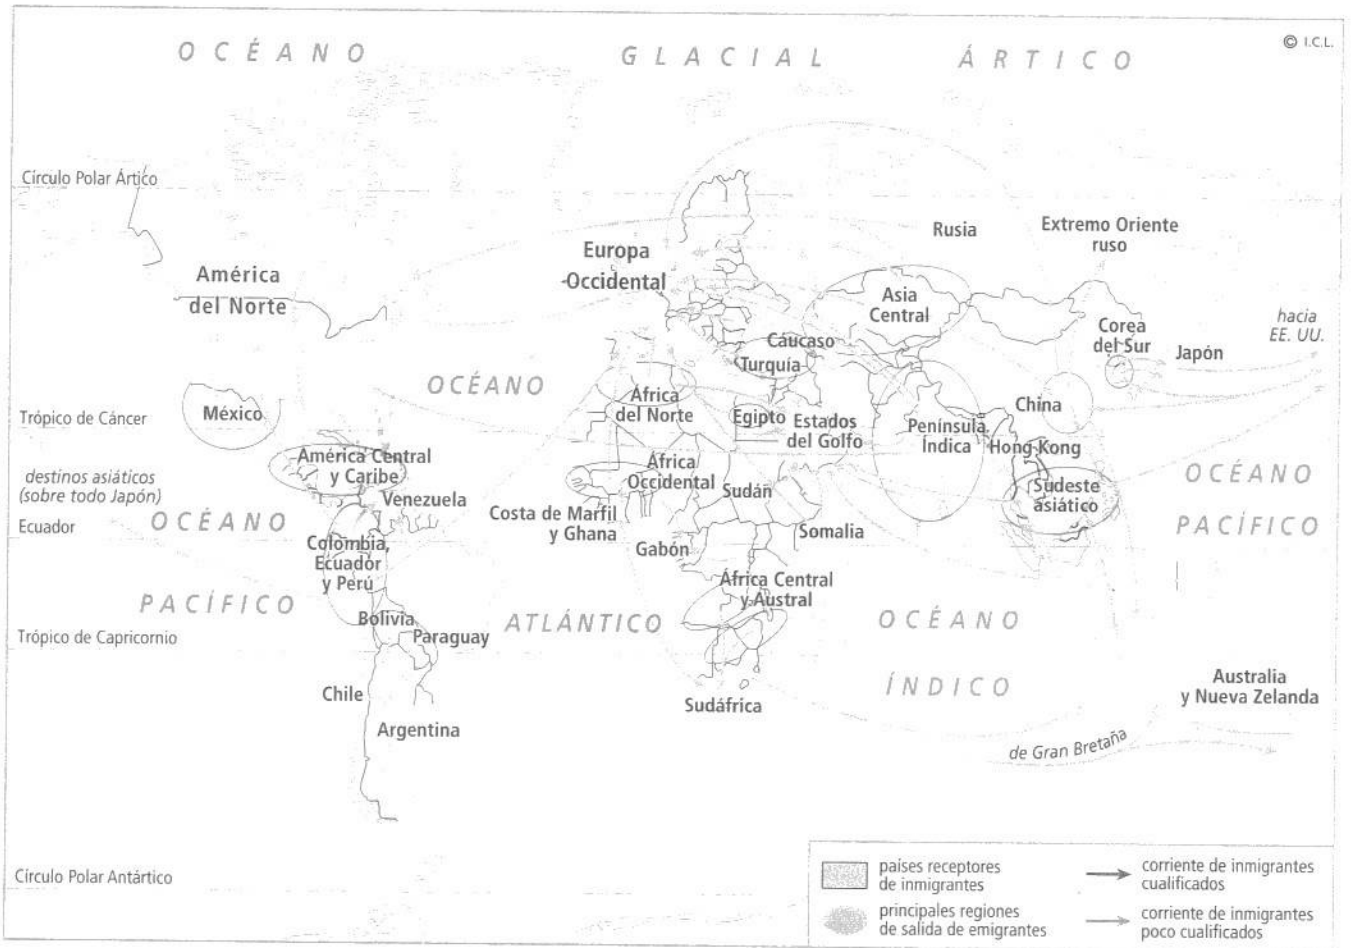 OCÉANO GLACIAL ÁRTICO
© I.C.L.
Círculo Polar Ártico
Rusia
Extremo Oriente
ruso
Europa
Occidental
América
del Norte
Asia
Central
hacia
EE. UU.
Corea
del Sur
Japón
Cáucaso
Turquía
OCÉANO
México
África
del Norte
Egipto
Estados
del Golfo
Península
Índica
China
Hong-Kong
Trópico de Cáncer
América Central
y Caribe
destinos asiáticos
(sobre todo Japón)
Venezuela
África
Occidental
Sudán
Sudeste
asiático
OCÉANO
PACÍFICO
Ecuador
OCÉANO
Costa de Marfil
y Ghana
Gabón
Somalia
Colombia,
Ecuador
y Perú
África Central
y Austral
PACÍFICO
Bolivia
Paraguay
ATLÁNTICO
OCÉANO
ÍNDICO
Trópico de Capricornio
Chile
Argentina
Sudáfrica
Australia
y Nueva Zelanda
de Gran Bretaña
Círculo Polar Antártico
países receptores
de inmigrantes
principales regiones
de salida de emigrantes
corriente de inmigrantes
cualificados
corriente de inmigrantes
poco cualificados